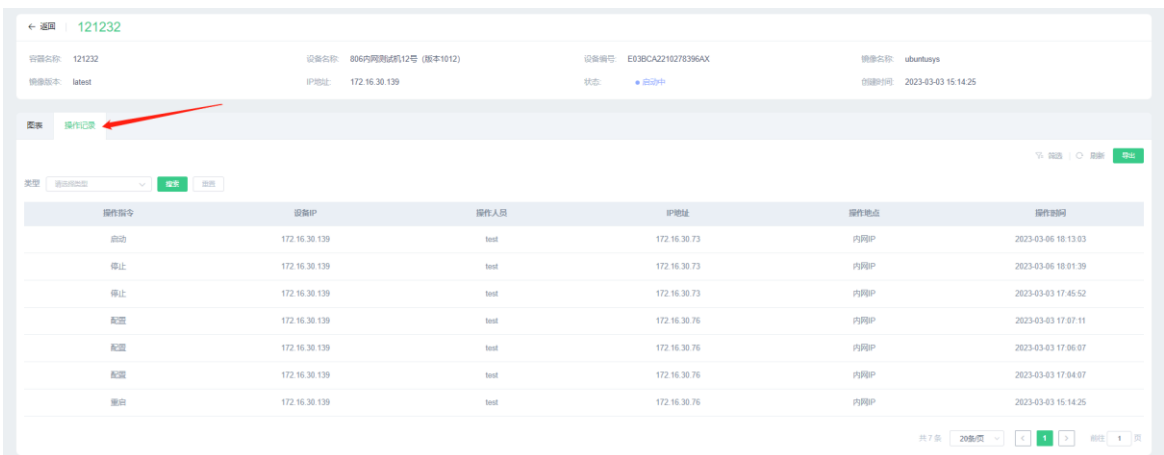 ← 返回 121232
容器名称: 121232 设备名称: 806内网测试机12号 (版本1012) 设备编号: E03BCA2210278396AX 镜像名称: ubuntusys
镜像版本: latest IP地址: 172.16.30.139 状态: 启动中 创建时间: 2023-03-03 15:14:25
图表 操作记录
筛选 刷新 导出
类型 请选择类型 搜索 重置
操作指令 设备IP 操作人员 IP地址 操作地点 操作时间
启动 172.16.30.139 test 172.16.30.73 内网IP 2023-03-06 18:13:03
停止 172.16.30.139 test 172.16.30.73 内网IP 2023-03-06 18:01:39
停止 172.16.30.139 test 172.16.30.73 内网IP 2023-03-03 17:45:52
配置 172.16.30.139 test 172.16.30.76 内网IP 2023-03-03 17:07:11
配置 172.16.30.139 test 172.16.30.76 内网IP 2023-03-03 17:06:07
配置 172.16.30.139 test 172.16.30.76 内网IP 2023-03-03 17:04:07
重启 172.16.30.139 test 172.16.30.76 内网IP 2023-03-03 15:14:25
共 7 条 20条/页 < 1 > 前往 1 页